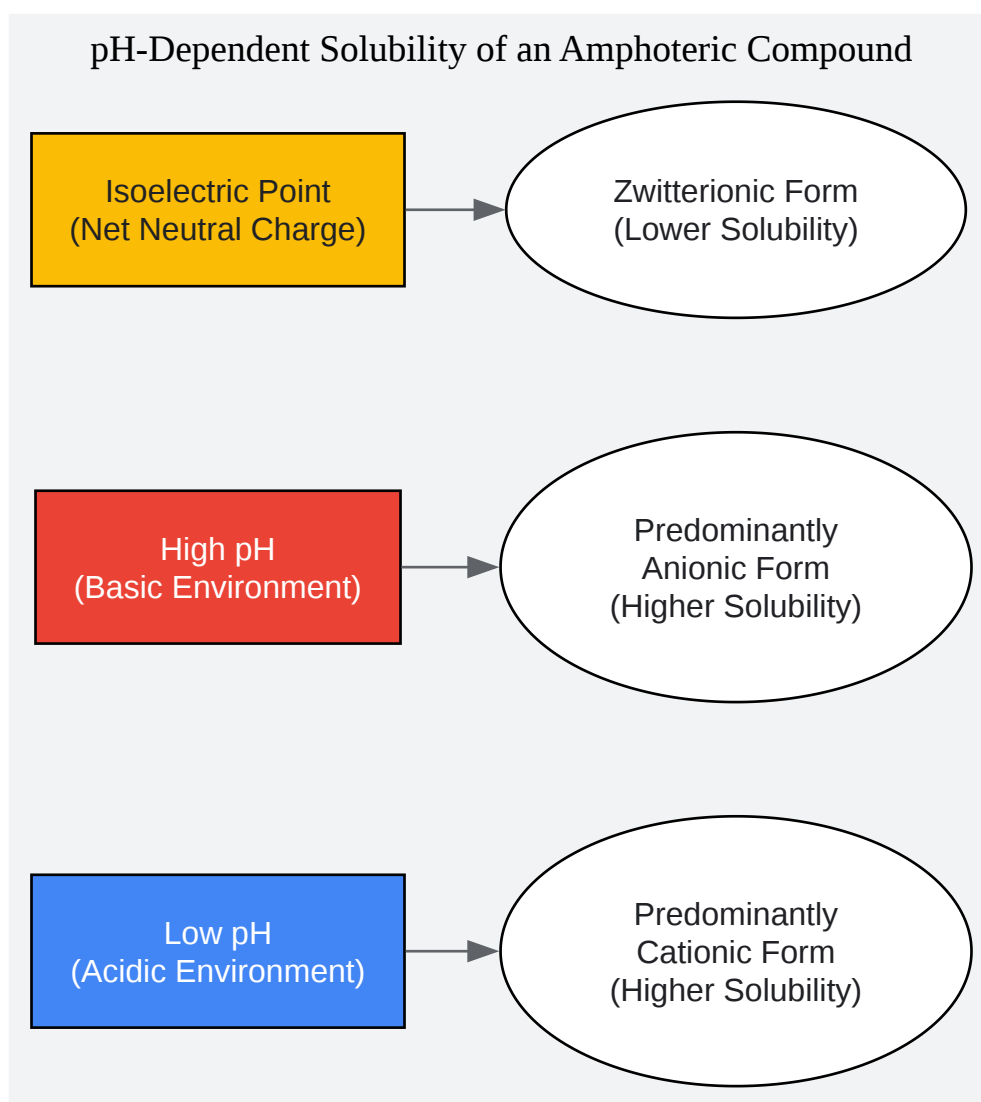 pH-Dependent Solubility of an Amphoteric Compound
Isoelectric Point
(Net Neutral Charge)
Zwitterionic Form
(Lower Solubility)
High pH
(Basic Environment)
Predominantly
Anionic Form
(Higher Solubility)
Low pH
(Acidic Environment)
Predominantly
Cationic Form
(Higher Solubility)